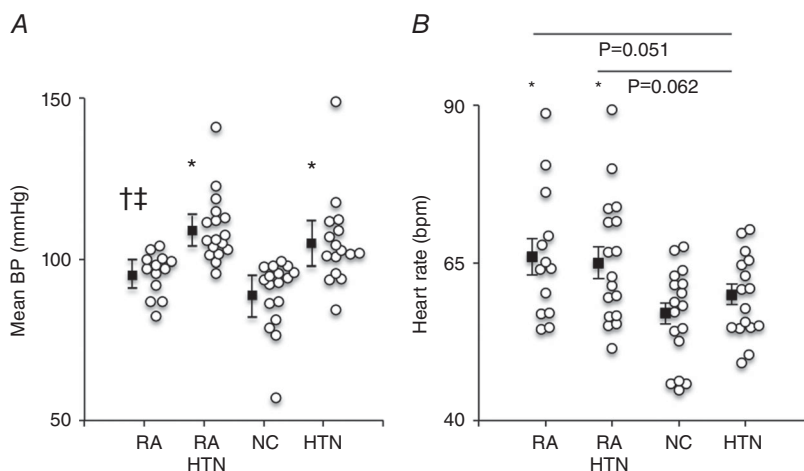 A
Mean BP (mmHg)
150
100
50
†‡
*
*
RA
RA
HTN
NC
HTN
B
P=0.051
P=0.062
*
*
Heart rate (bpm)
90
65
40
RA
RA
HTN
NC
HTN